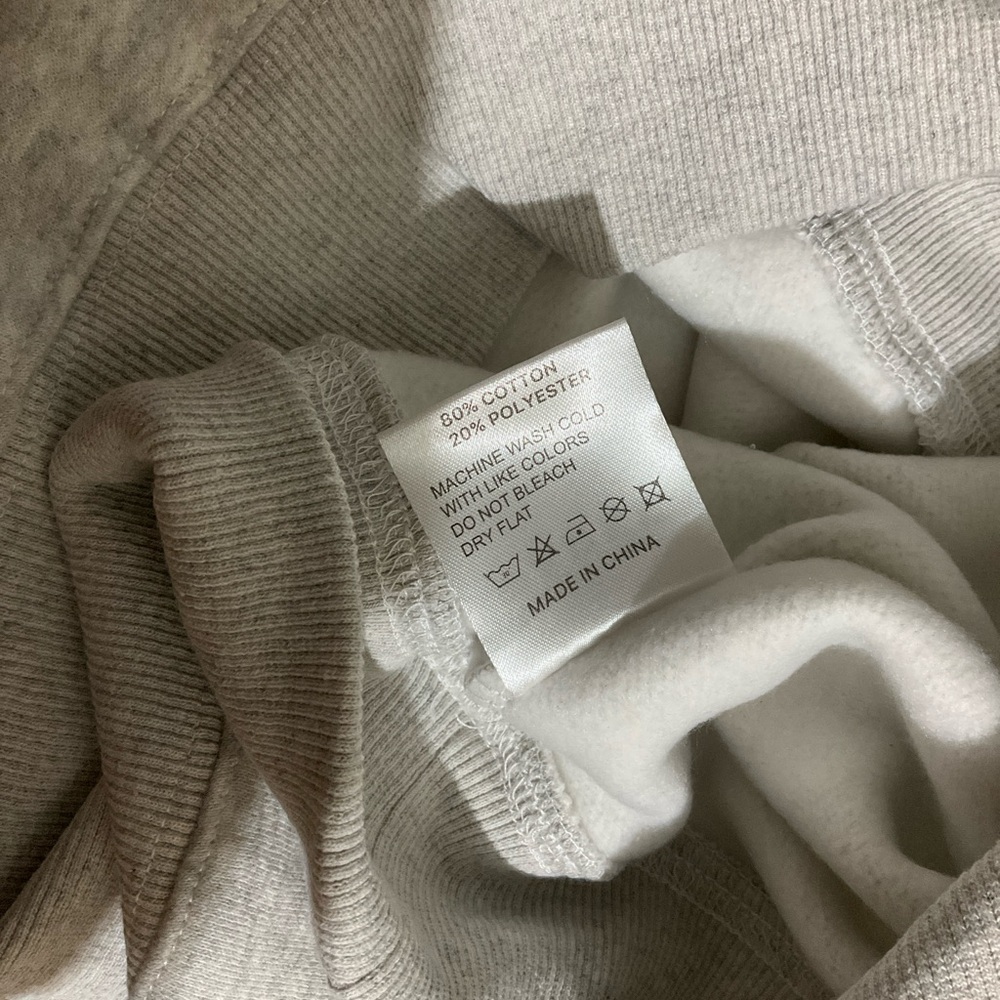 80% COTTON
20% POLYESTER
MACHINE WASH COLD
WITH LIKE COLORS
DO NOT BLEACH
DRY FLAT
MADE IN CHINA